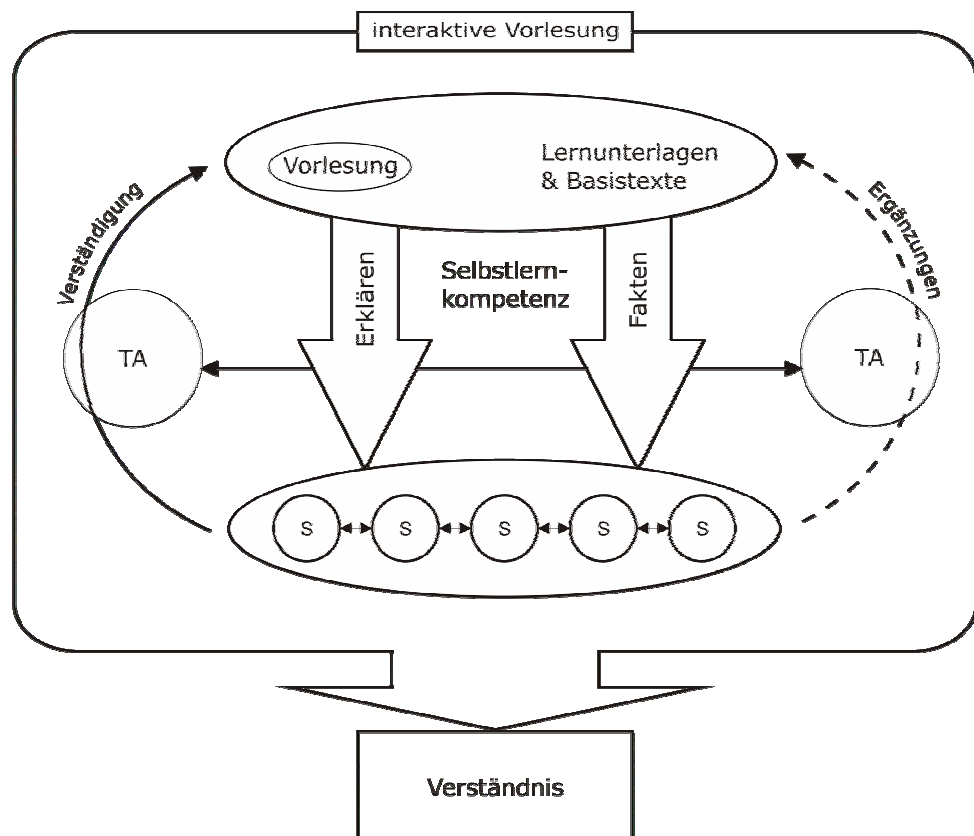 interaktive Vorlesung
Vorlesung
Lernunterlagen
& Basistexte
Verständigung
Ergänzungen
Erklären
Selbstlern-
kompetenz
Fakten
TA
TA
S
S
S
S
S
Verständnis